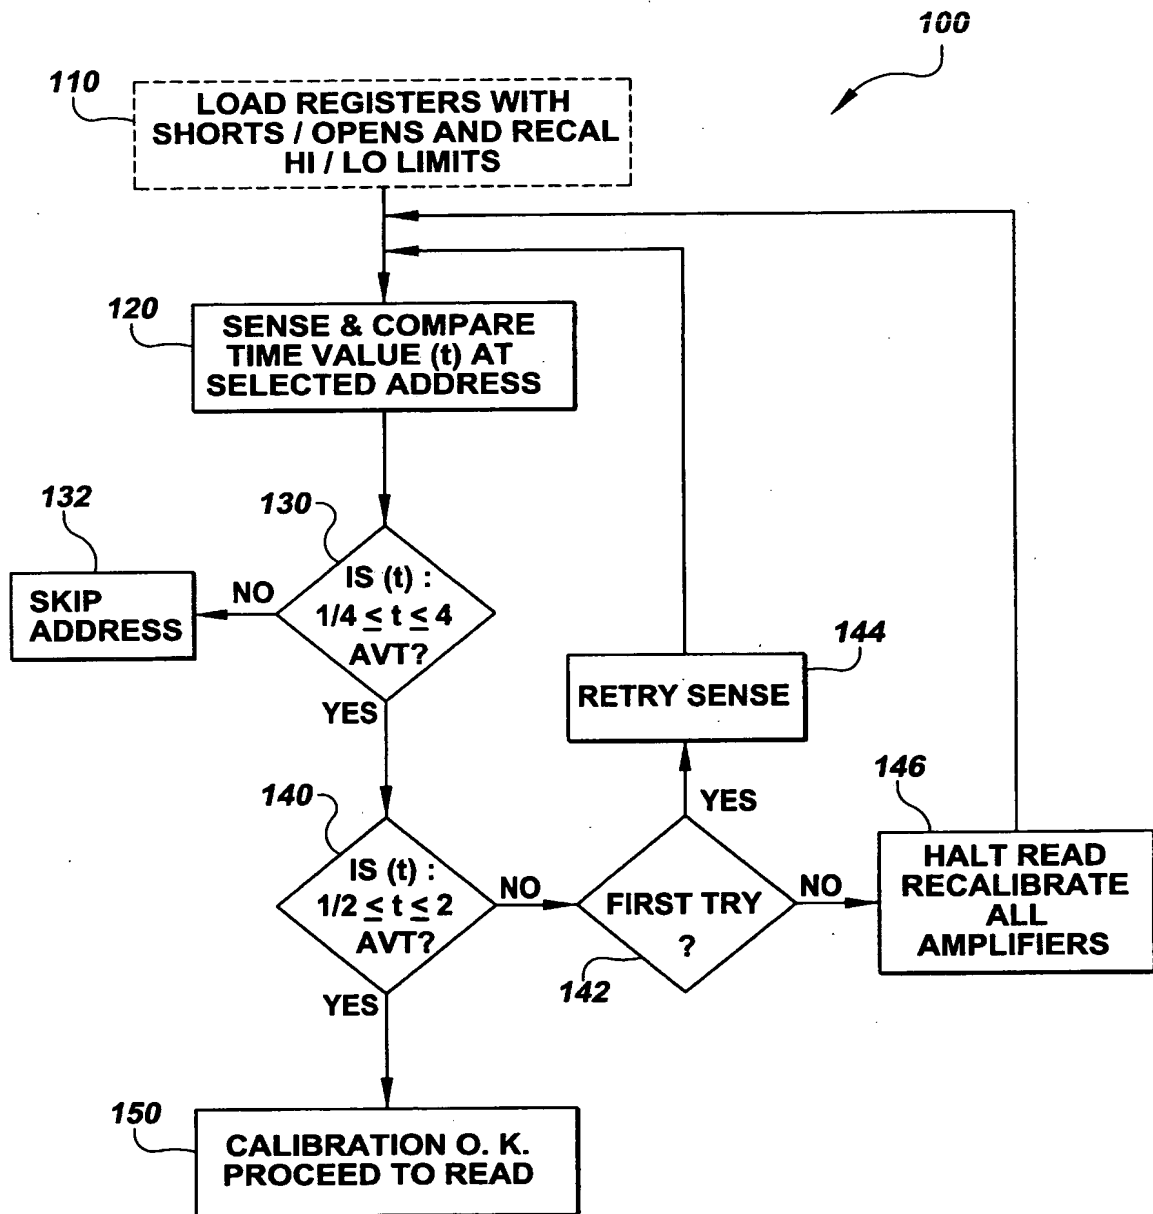 100
110
LOAD REGISTERS WITH
SHORTS / OPENS AND RECAL
HI / LO LIMITS
120
SENSE & COMPARE
TIME VALUE (t) AT
SELECTED ADDRESS
132
SKIP
ADDRESS
NO
130
IS (t) :
1/4 ≤ t ≤ 4
AVT?
YES
144
RETRY SENSE
YES
140
IS (t) :
1/2 ≤ t ≤ 2
AVT?
NO
FIRST TRY
?
142
NO
146
HALT READ
RECALIBRATE
ALL
AMPLIFIERS
YES
150
CALIBRATION O. K.
PROCEED TO READ